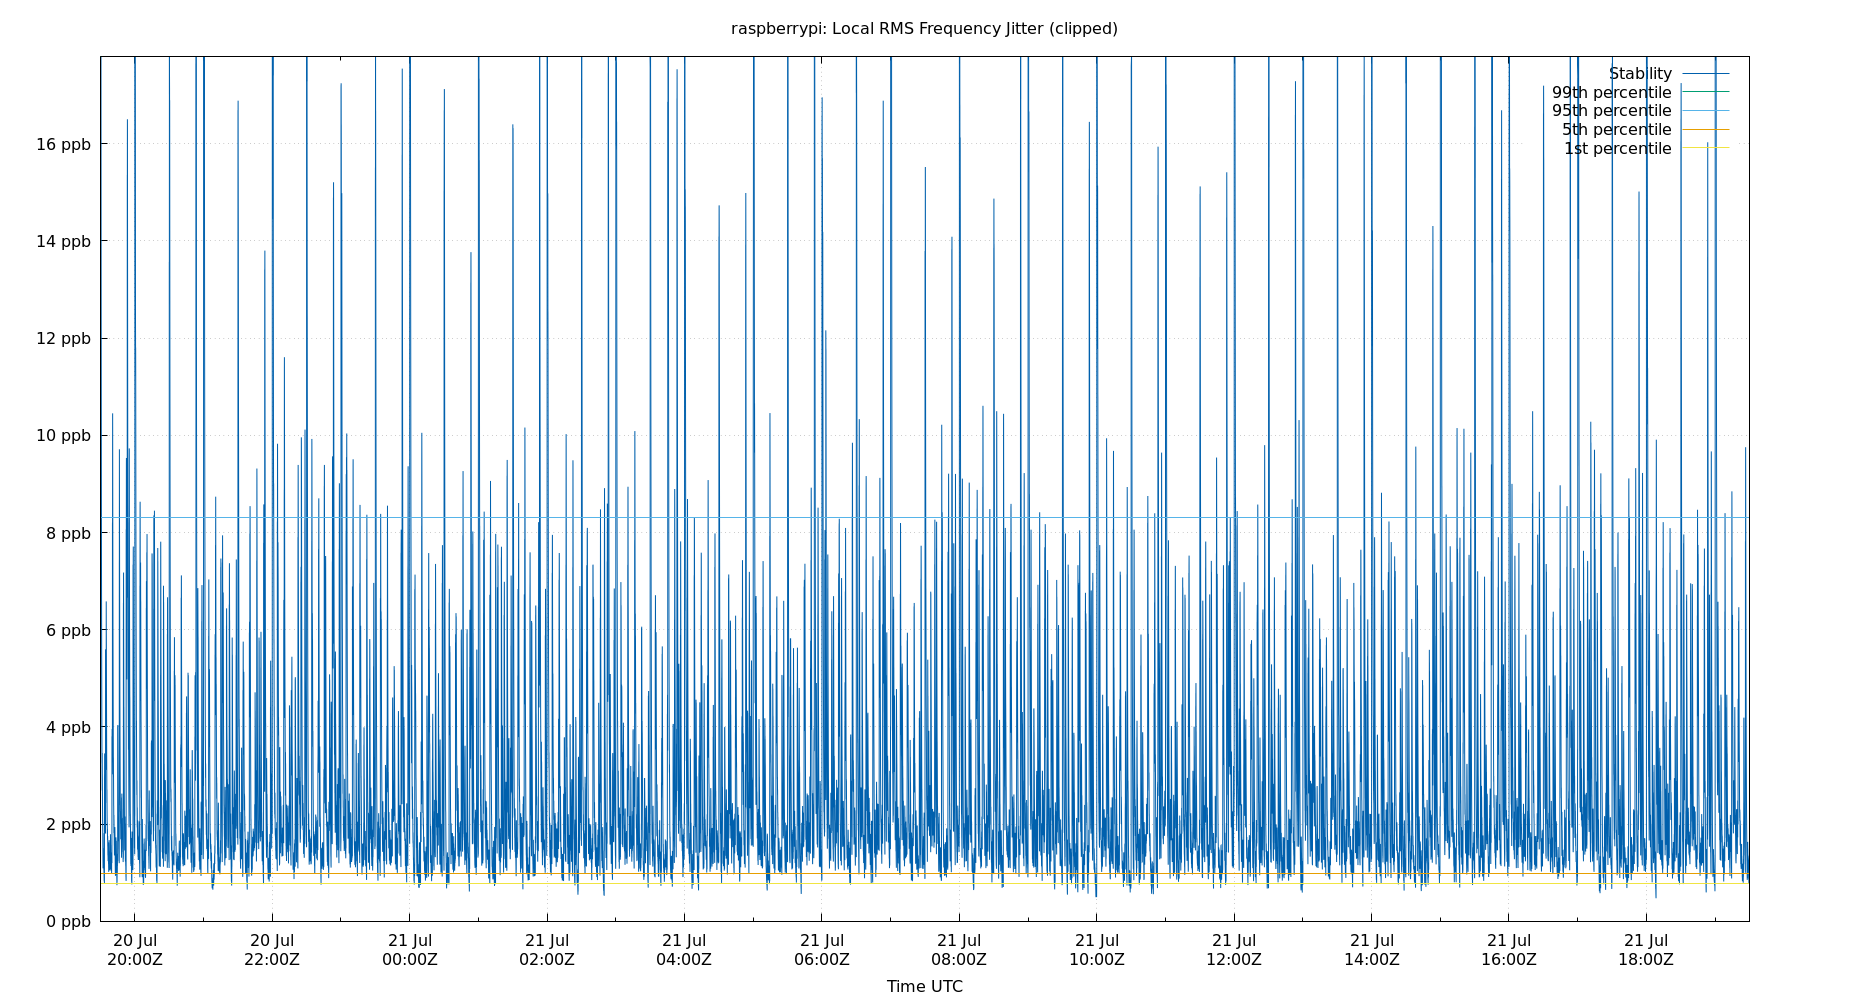 raspberrypi: Local RMS Frequency Jitter (clipped)
Stability
99th percentile
95th percentile
5th percentile
1st percentile
16 ppb
14 ppb
12 ppb
10 ppb
8 ppb
6 ppb
4 ppb
2 ppb
0 ppb
20 Jul 20 Jul 21 Jul 21 Jul 21 Jul 21 Jul 21 Jul 21 Jul 21 Jul 21 Jul 21 Jul 21 Jul
20:00Z 22:00Z 00:00Z 02:00Z 04:00Z 06:00Z 08:00Z 10:00Z 12:00Z 14:00Z 16:00Z 18:00Z
Time UTC